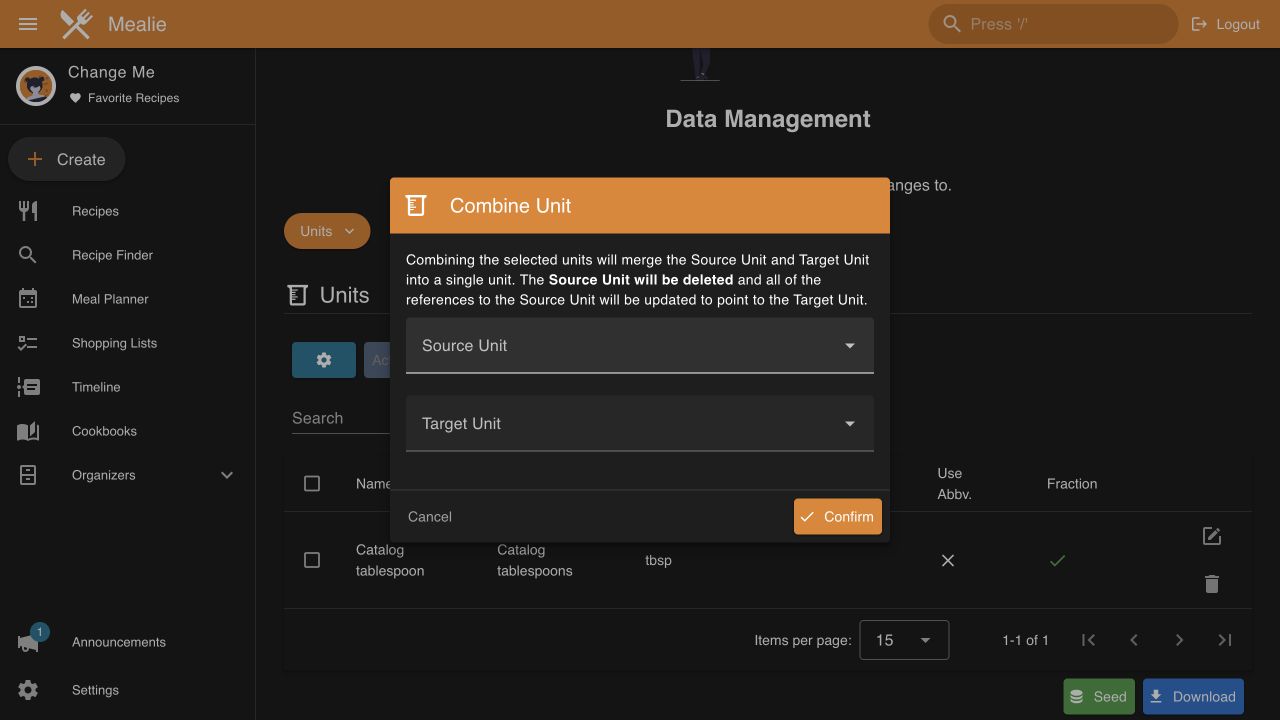 Mealie
Press '/'
Logout
Change Me
Favorite Recipes
Create
Recipes
Recipe Finder
Meal Planner
Shopping Lists
Timeline
Cookbooks
Organizers
1
Announcements
Settings
Data Management
anges to.
Units
Units
Ac
Search
Combine Unit
Combining the selected units will merge the Source Unit and Target Unit
into a single unit. The Source Unit will be deleted and all of the
references to the Source Unit will be updated to point to the Target Unit.
Source Unit
Target Unit
Cancel
Confirm
Name
Use
Abbv.
Fraction
Catalog
tablespoon
Catalog
tablespoons
tbsp
Items per page:
15
1-1 of 1
Seed
Download